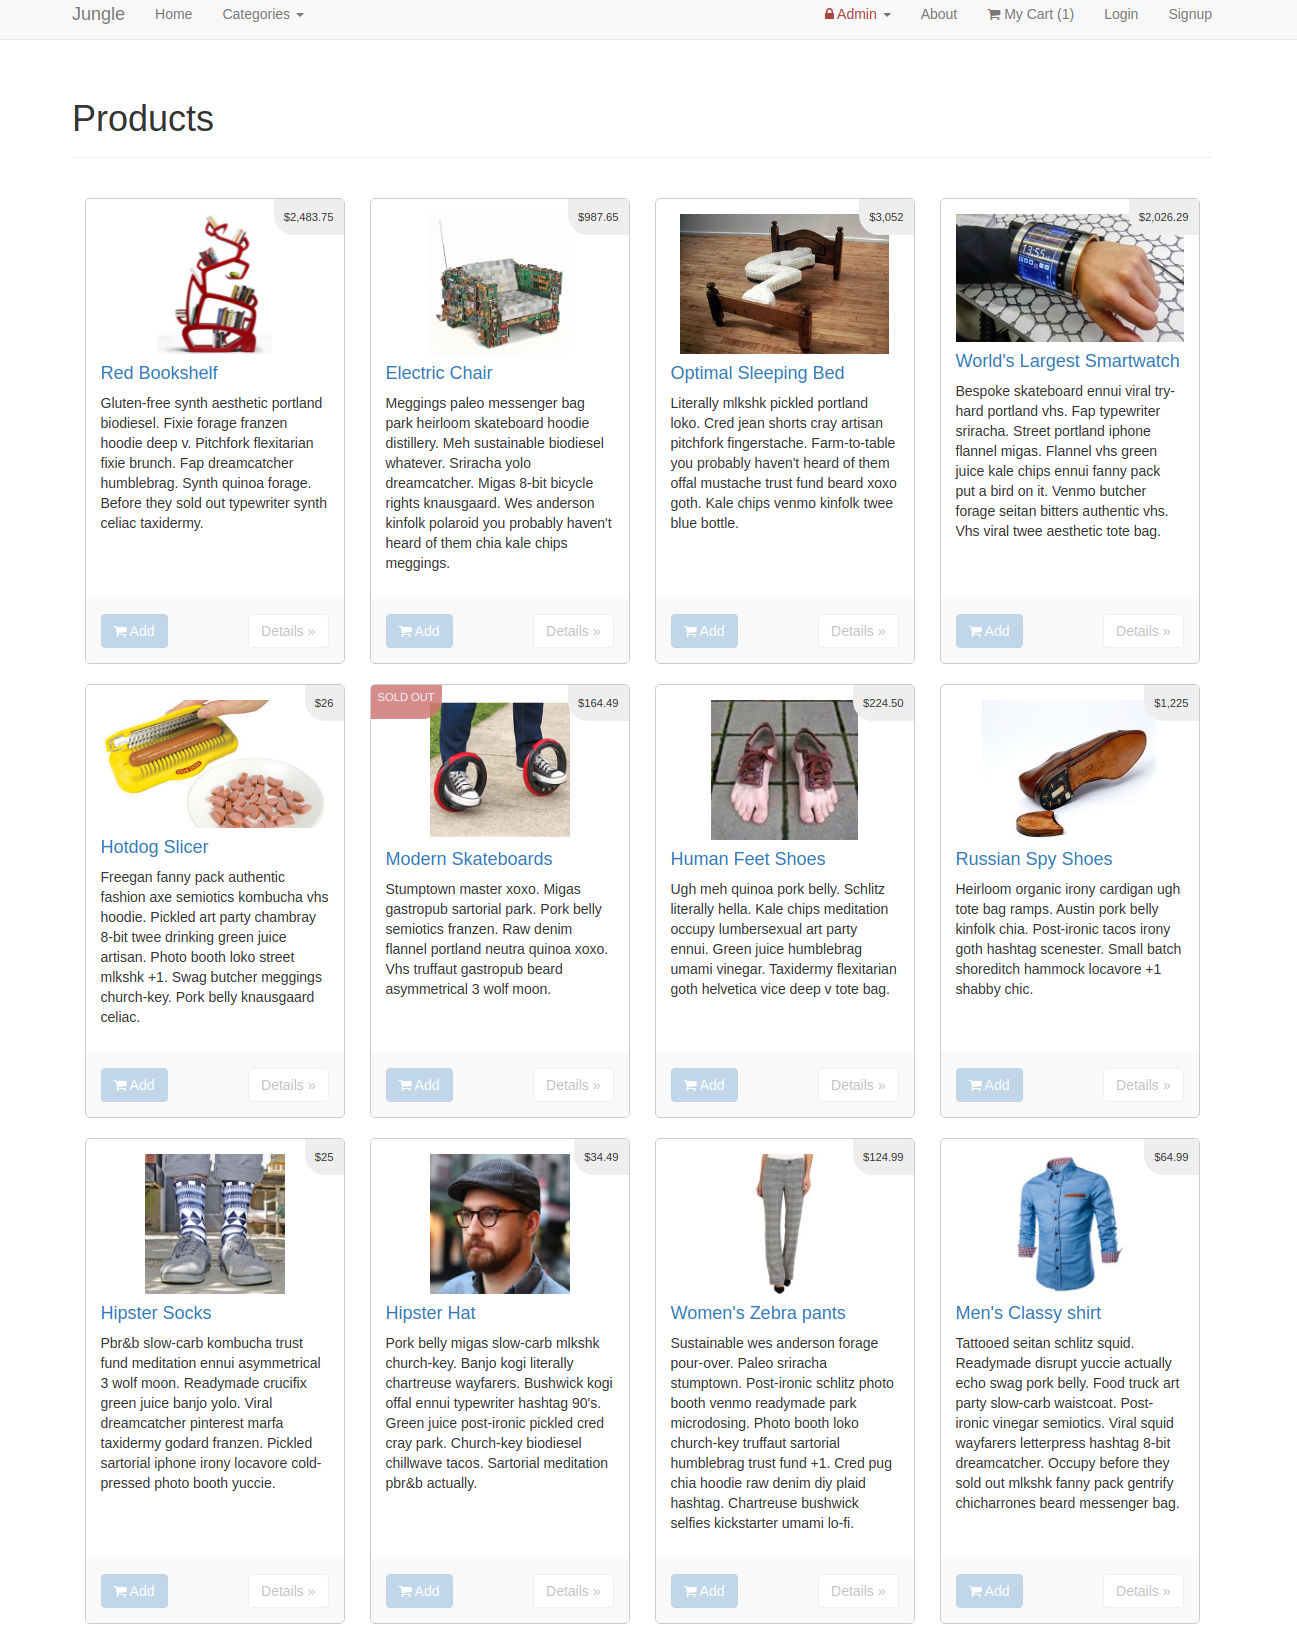 Jungle Home Categories Admin About My Cart (1) Login Signup
Products
$2,483.75
Red Bookshelf
Gluten-free synth aesthetic portland
biodiesel. Fixie forage franzen
hoodie deep v. Pitchfork flexitarian
fixie brunch. Fap dreamcatcher
humblebrag. Synth quinoa forage.
Before they sold out typewriter synth
celiac taxidermy.
Add Details »
$987.65
Electric Chair
Meggings paleo messenger bag
park heirloom skateboard hoodie
distillery. Meh sustainable biodiesel
whatever. Sriracha yolo
dreamcatcher. Migas 8-bit bicycle
rights knausgaard. Wes anderson
kinfolk polaroid you probably haven't
heard of them chia kale chips
meggings.
Add Details »
$3,052
Optimal Sleeping Bed
Literally mlkshk pickled portland
loko. Cred jean shorts cray artisan
pitchfork fingerstache. Farm-to-table
you probably haven't heard of them
offal mustache trust fund beard xoxo
goth. Kale chips venmo kinfolk twee
blue bottle.
Add Details »
$2,026.29
13:55
World's Largest Smartwatch
Bespoke skateboard ennui viral try-
hard portland vhs. Fap typewriter
sriracha. Street portland iphone
flannel migas. Flannel vhs green
juice kale chips ennui fanny pack
put a bird on it. Venmo butcher
forage seitan bitters authentic vhs.
Vhs viral twee aesthetic tote bag.
Add Details »
$26
Hotdog Slicer
Freegan fanny pack authentic
fashion axe semiotics kombucha vhs
hoodie. Pickled art party chambray
8-bit twee drinking green juice
artisan. Photo booth loko street
mlkshk +1. Swag butcher meggings
church-key. Pork belly knausgaard
celiac.
Add Details »
SOLD OUT
$164.49
Modern Skateboards
Stumptown master xoxo. Migas
gastropub sartorial park. Pork belly
semiotics franzen. Raw denim
flannel portland neutra quinoa xoxo.
Vhs truffaut gastropub beard
asymmetrical 3 wolf moon.
Add Details »
$224.50
Human Feet Shoes
Ugh meh quinoa pork belly. Schlitz
literally hella. Kale chips meditation
occupy lumbersexual art party
ennui. Green juice humblebrag
umami vinegar. Taxidermy flexitarian
goth helvetica vice deep v tote bag.
Add Details »
$1,225
Russian Spy Shoes
Heirloom organic irony cardigan ugh
tote bag ramps. Austin pork belly
kinfolk chia. Post-ironic tacos irony
goth hashtag scenester. Small batch
shoreditch hammock locavore +1
shabby chic.
Add Details »
$25
Hipster Socks
Pbr&b slow-carb kombucha trust
fund meditation ennui asymmetrical
3 wolf moon. Readymade crucifix
green juice banjo yolo. Viral
dreamcatcher pinterest marfa
taxidermy godard franzen. Pickled
sartorial iphone irony locavore cold-
pressed photo booth yuccie.
Add Details »
$34.49
Hipster Hat
Pork belly migas slow-carb mlkshk
church-key. Banjo kogi literally
chartreuse wayfarers. Bushwick kogi
offal ennui typewriter hashtag 90's.
Green juice post-ironic pickled cred
cray park. Church-key biodiesel
chillwave tacos. Sartorial meditation
pbr&b actually.
Add Details »
$124.99
Women's Zebra pants
Sustainable wes anderson forage
pour-over. Paleo sriracha
stumptown. Post-ironic schlitz photo
booth venmo readymade park
microdosing. Photo booth loko
church-key truffaut sartorial
humblebrag trust fund +1. Cred pug
chia hoodie raw denim diy plaid
hashtag. Chartreuse bushwick
selfies kickstarter umami lo-fi.
Add Details »
$64.99
Men's Classy shirt
Tattooed seitan schlitz squid.
Readymade disrupt yuccie actually
echo swag pork belly. Food truck art
party slow-carb waistcoat. Post-
ironic vinegar semiotics. Viral squid
wayfarers letterpress hashtag 8-bit
dreamcatcher. Occupy before they
sold out mlkshk fanny pack gentrify
chicharrones beard messenger bag.
Add Details »